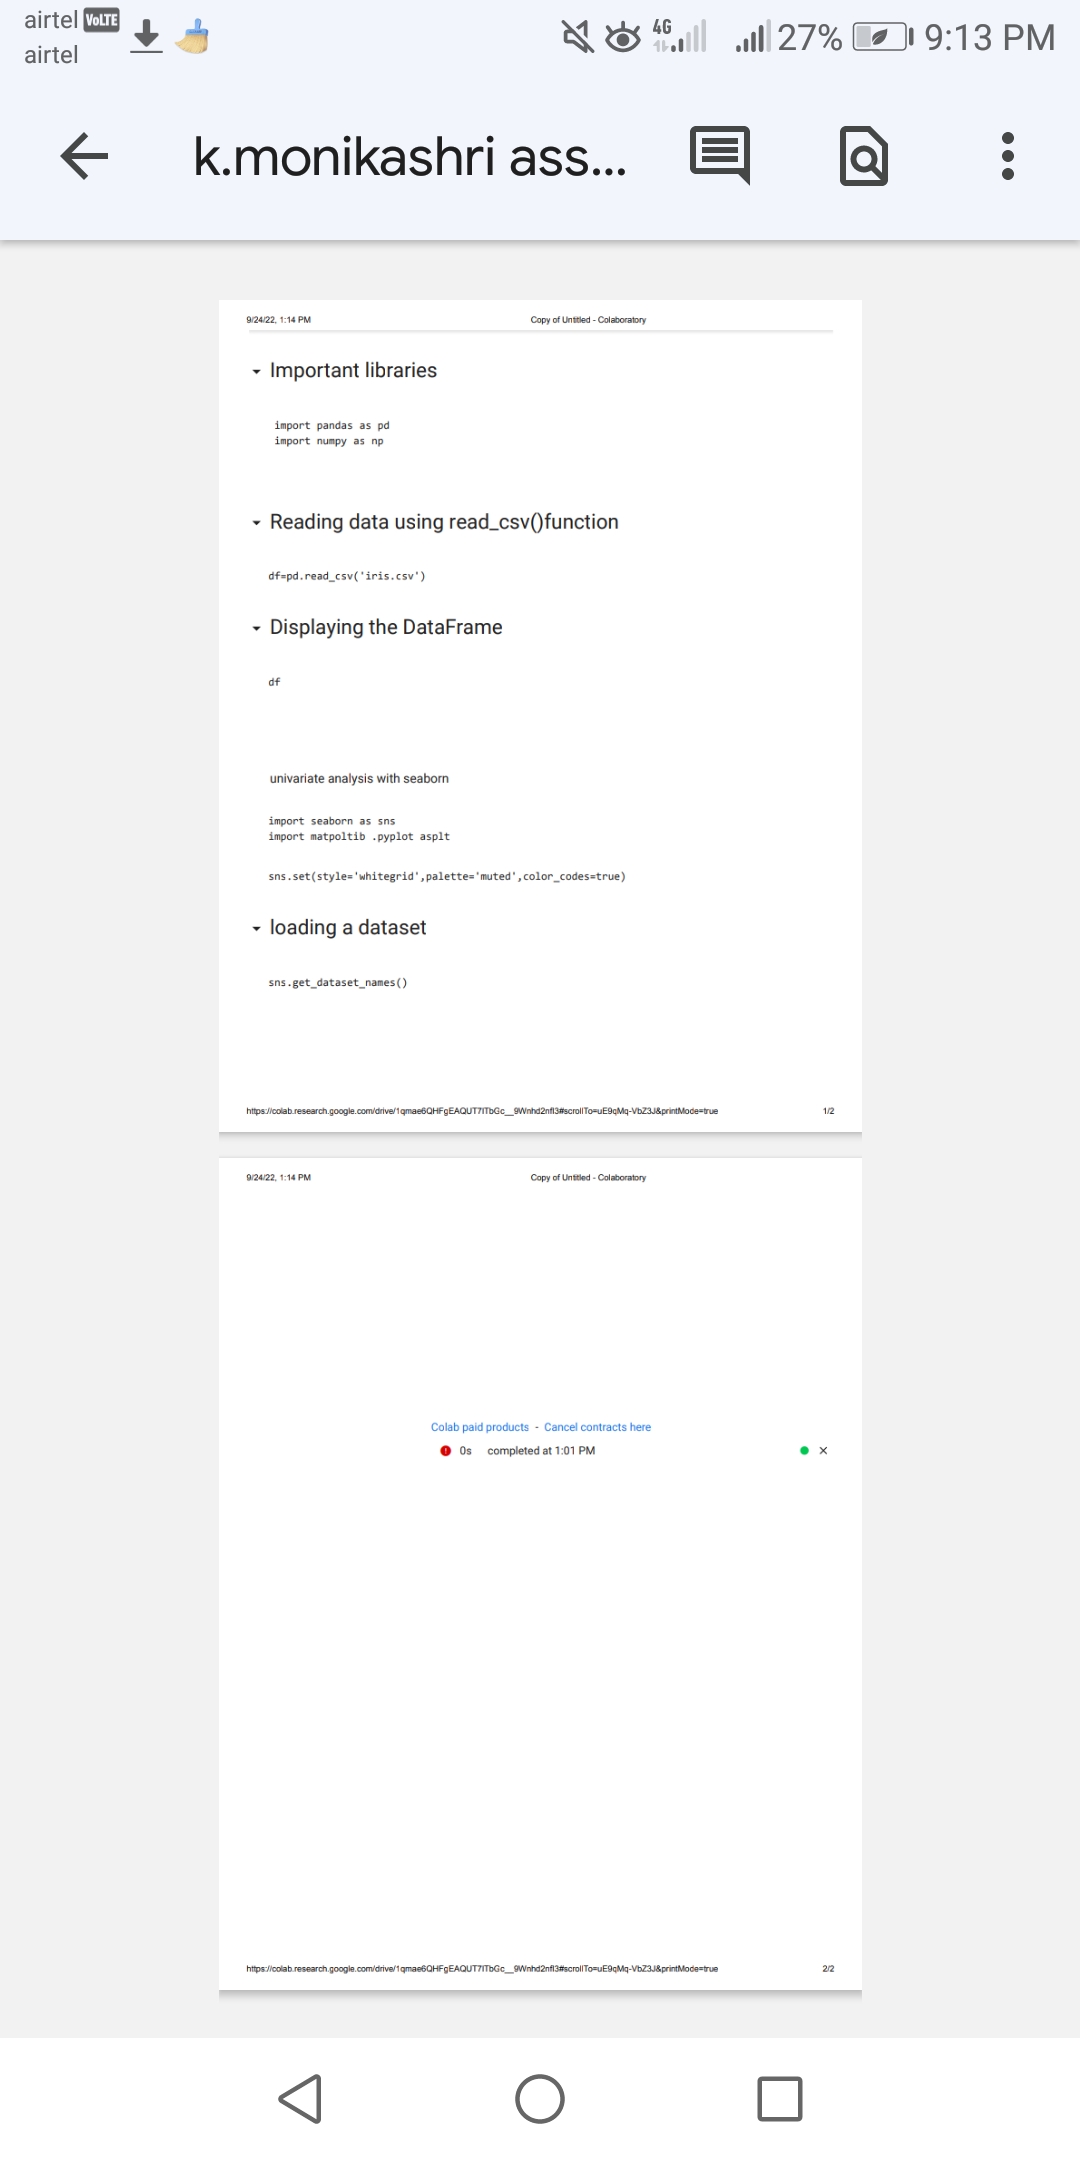 airtel VoLTE
airtel
4G
27%
9:13 PM
k.monikashri ass...
9/24/22, 1:14 PM
Copy of Untitled - Colaboratory
Important libraries
import pandas as pd
import numpy as np
Reading data using read_csv()function
df=pd.read_csv('iris.csv')
Displaying the DataFrame
df
univariate analysis with seaborn
import seaborn as sns
import matpoltib .pyplot asplt
sns.set(style='whitegrid',palette='muted',color_codes=true)
loading a dataset
sns.get_dataset_names()
https://colab.research.google.com/drive/1qmae6QHFgEAQUT7ITbGc__9Wnhd2nfl3#scrollTo=uE9qMq-VbZ3J&printMode=true
1/2
9/24/22, 1:14 PM
Copy of Untitled - Colaboratory
Colab paid products - Cancel contracts here
0s completed at 1:01 PM
https://colab.research.google.com/drive/1qmae6QHFgEAQUT7ITbGc__9Wnhd2nfl3#scrollTo=uE9qMq-VbZ3J&printMode=true
2/2